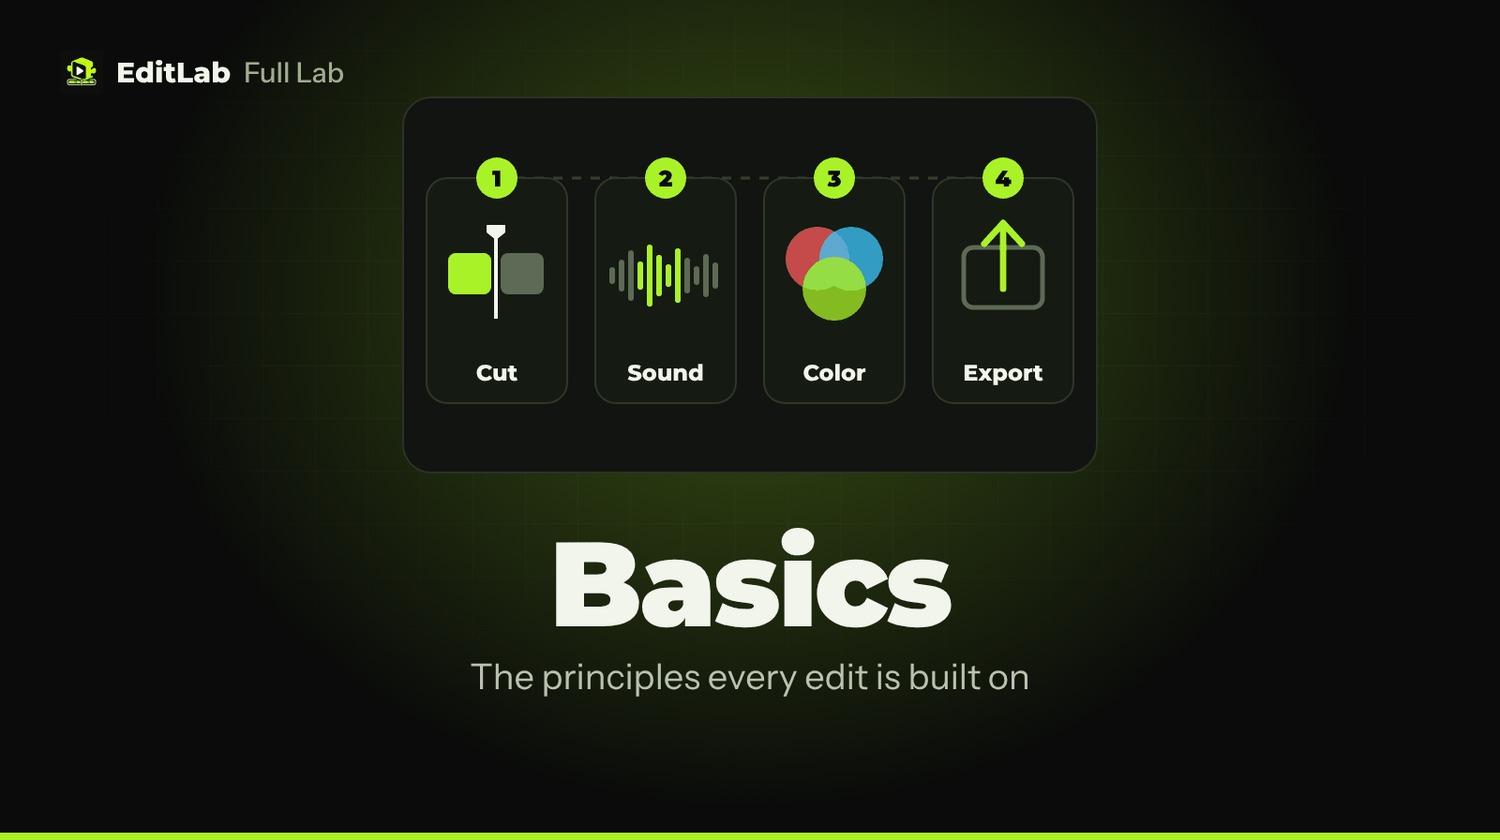 EditLab Full Lab
1 2 3 4
Cut Sound Color Export
Basics
The principles every edit is built on